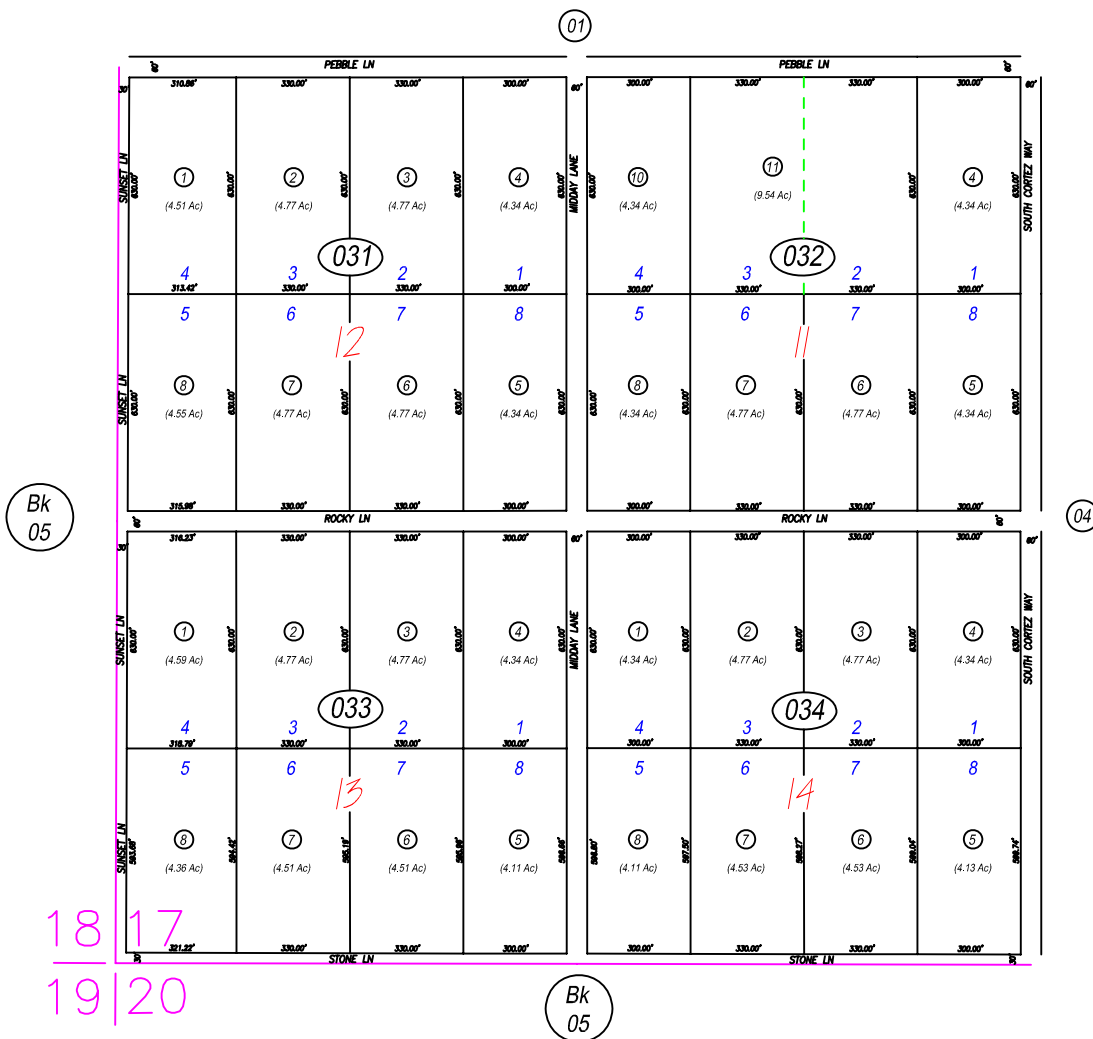 01
PEBBLE LN PEBBLE LN
60' 60'
30' 310.86' 330.00' 330.00' 300.00' 60' 300.00' 330.00' 330.00' 300.00' 60'
SUNSET LN MIDDAY LANE SOUTH CORTEZ WAY
1 2 3 4 10 11 4
630.00' 630.00' 630.00' 630.00' 630.00' 630.00'
(4.51 Ac) (4.77 Ac) (4.77 Ac) (4.34 Ac) (4.34 Ac) (9.54 Ac) (4.34 Ac)
031 032
4 3 2 1 4 3 2 1
313.42' 330.00' 330.00' 300.00' 300.00' 330.00' 330.00' 300.00'
5 6 7 8 5 6 7 8
12 11
SUNSET LN
8 7 6 5 8 7 6 5
630.00' 630.00' 630.00' 630.00' 630.00' 630.00' 630.00' 630.00' 630.00' 630.00'
(4.55 Ac) (4.77 Ac) (4.77 Ac) (4.34 Ac) (4.34 Ac) (4.77 Ac) (4.77 Ac) (4.34 Ac)
Bk
05
04
315.98' 330.00' 330.00' 300.00' 300.00' 330.00' 330.00' 300.00'
60' ROCKY LN ROCKY LN 60'
30' 316.23' 330.00' 330.00' 300.00' 60' 300.00' 330.00' 330.00' 300.00' 60'
SUNSET LN MIDDAY LANE SOUTH CORTEZ WAY
1 2 3 4 1 2 3 4
630.00' 630.00' 630.00' 630.00' 630.00' 630.00' 630.00' 630.00' 630.00' 630.00'
(4.59 Ac) (4.77 Ac) (4.77 Ac) (4.34 Ac) (4.34 Ac) (4.77 Ac) (4.77 Ac) (4.34 Ac)
033 034
4 3 2 1 4 3 2 1
318.79' 330.00' 330.00' 300.00' 300.00' 330.00' 330.00' 300.00'
5 6 7 8 5 6 7 8
13 14
SUNSET LN
8 7 6 5 8 7 6 5
593.68' 594.42' 595.19' 597.50' 598.27' 599.04' 599.74'
(4.36 Ac) (4.51 Ac) (4.51 Ac) (4.11 Ac) (4.11 Ac) (4.53 Ac) (4.53 Ac) (4.13 Ac)
18 17
321.22' 330.00' 330.00' 300.00' 300.00' 330.00' 330.00' 300.00'
30' STONE LN STONE LN 30'
19 20
Bk
05